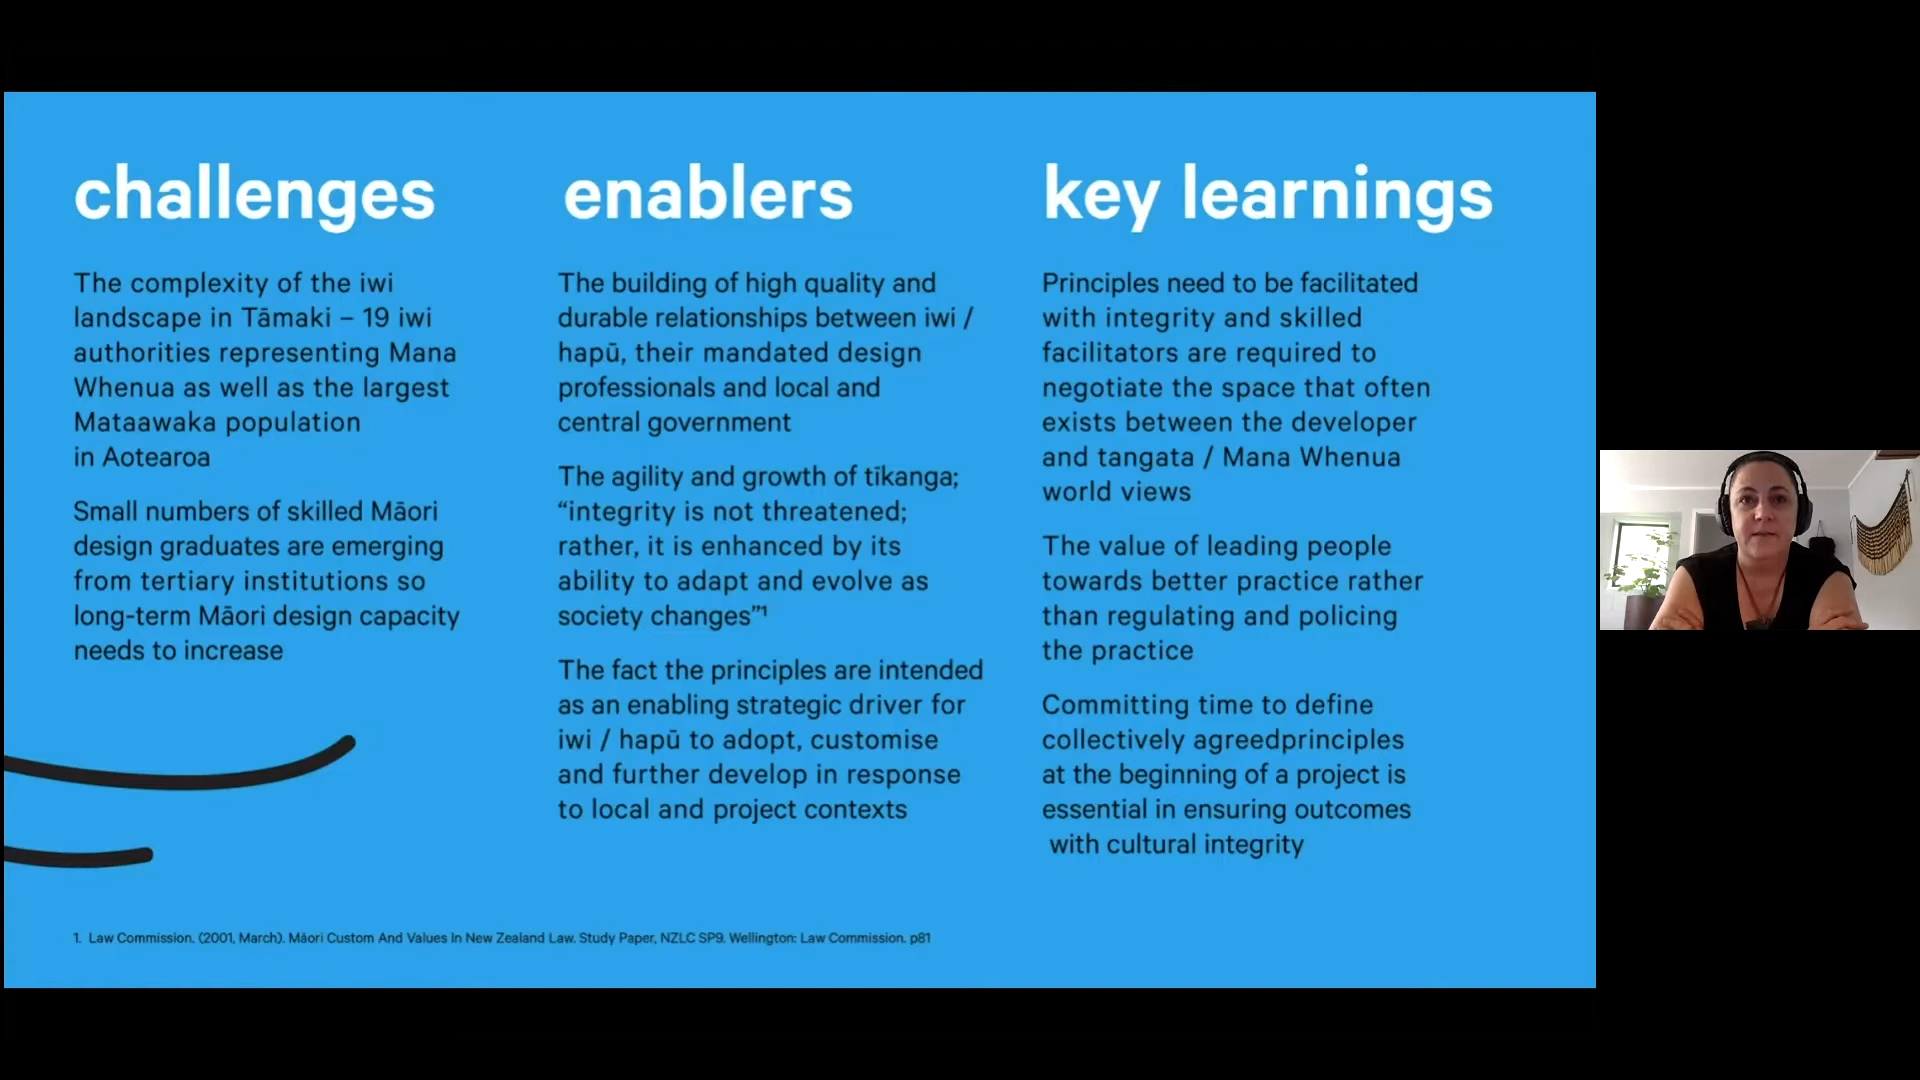 challenges
The complexity of the iwi
landscape in Tāmaki – 19 iwi
authorities representing Mana
Whenua as well as the largest
Mataawaka population
in Aotearoa
Small numbers of skilled Māori
design graduates are emerging
from tertiary institutions so
long-term Māori design capacity
needs to increase
enablers
The building of high quality and
durable relationships between iwi /
hapū, their mandated design
professionals and local and
central government
The agility and growth of tīkanga;
“integrity is not threatened;
rather, it is enhanced by its
ability to adapt and evolve as
society changes”¹
The fact the principles are intended
as an enabling strategic driver for
iwi / hapū to adopt, customise
and further develop in response
to local and project contexts
key learnings
Principles need to be facilitated
with integrity and skilled
facilitators are required to
negotiate the space that often
exists between the developer
and tangata / Mana Whenua
world views
The value of leading people
towards better practice rather
than regulating and policing
the practice
Committing time to define
collectively agreedprinciples
at the beginning of a project is
essential in ensuring outcomes
with cultural integrity
1. Law Commission. (2001, March). Māori Custom And Values In New Zealand Law. Study Paper, NZLC SP9. Wellington: Law Commission. p81